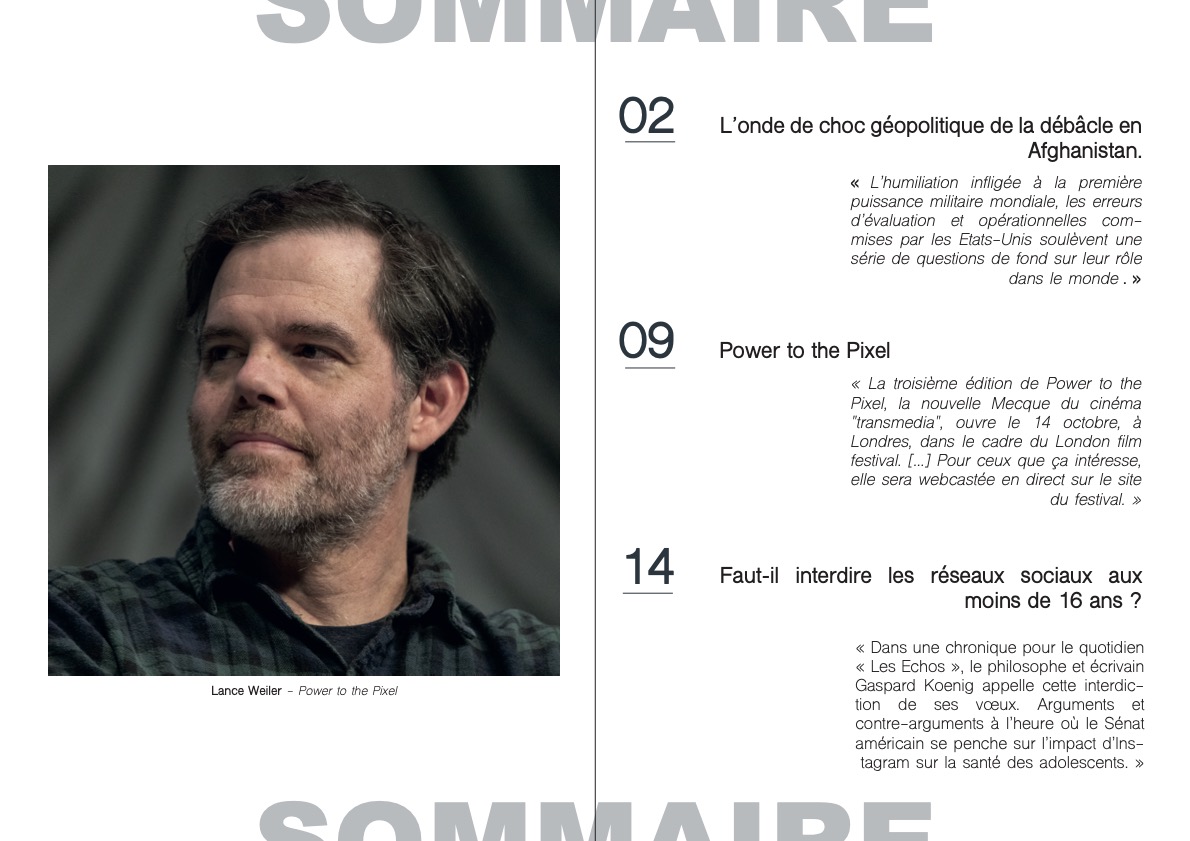 SOMMAIRE
Lance Weiler - Power to the Pixel
02
L'onde de choc géopolitique de la débâcle en
Afghanistan.
« L'humiliation infligée à la première
puissance militaire mondiale, les erreurs
d'évaluation et opérationnelles com-
mises par les Etats-Unis soulèvent une
série de questions de fond sur leur rôle
dans le monde . »
09
Power to the Pixel
« La troisième édition de Power to the
Pixel, la nouvelle Mecque du cinéma
"transmedia", ouvre le 14 octobre, à
Londres, dans le cadre du London film
festival. [...] Pour ceux que ça intéresse,
elle sera webcastée en direct sur le site
du festival. »
14
Faut-il interdire les réseaux sociaux aux
moins de 16 ans ?
« Dans une chronique pour le quotidien
« Les Echos », le philosophe et écrivain
Gaspard Koenig appelle cette interdic-
tion de ses vœux. Arguments et
contre-arguments à l'heure où le Sénat
américain se penche sur l'impact d'Ins-
tagram sur la santé des adolescents. »
SOMMAIRE